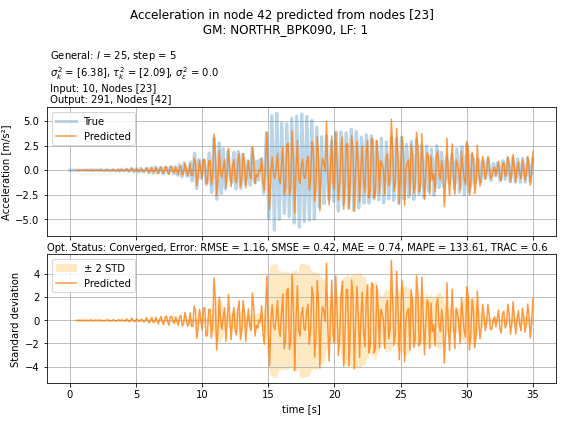 Acceleration in node 42 predicted from nodes [23]
GM: NORTHR_BPK090, LF: 1
General: l = 25, step = 5
σ²ₖ = [6.38], τ²ₖ = [2.09], σ²ε = 0.0
Input: 10, Nodes [23]
Output: 291, Nodes [42]
Acceleration [m/s²]
5.0
2.5
0.0
−2.5
−5.0
True
Predicted
Opt. Status: Converged, Error: RMSE = 1.16, SMSE = 0.42, MAE = 0.74, MAPE = 133.61, TRAC = 0.6
Standard deviation
4
2
0
−2
−4
± 2 STD
Predicted
0 5 10 15 20 25 30 35
time [s]